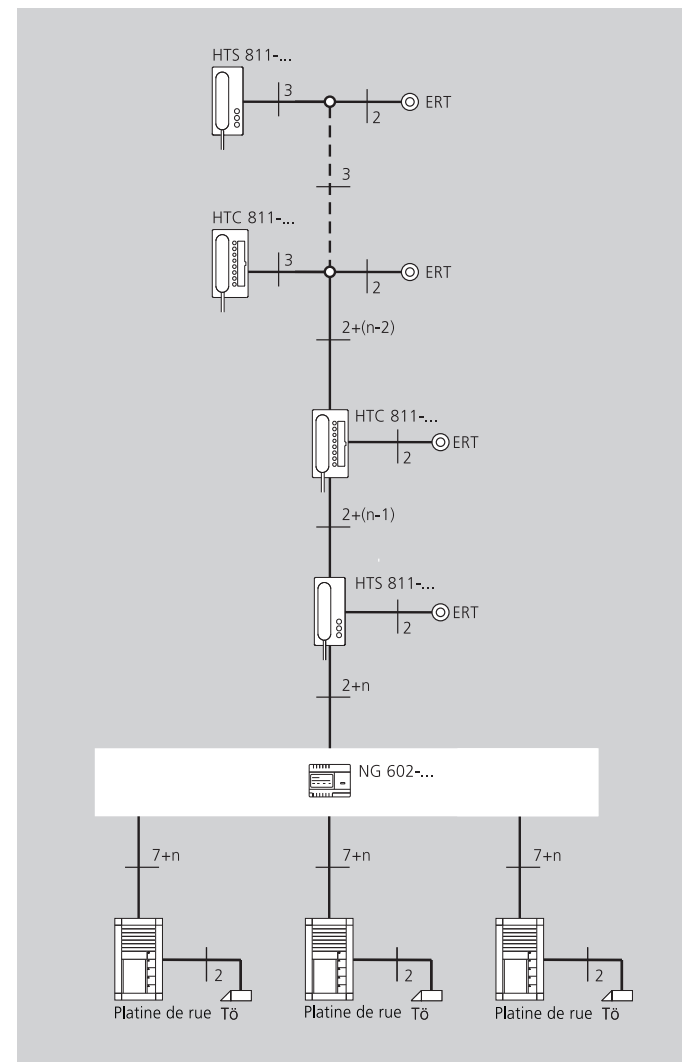 HTS 811-...
3
2
ERT
3
HTC 811-...
3
2
ERT
2+(n-2)
HTC 811-...
2
ERT
2+(n-1)
HTS 811-...
2
ERT
2+n
NG 602-...
7+n
7+n
7+n
2
2
2
Platine de rue Tö
Platine de rue Tö
Platine de rue Tö